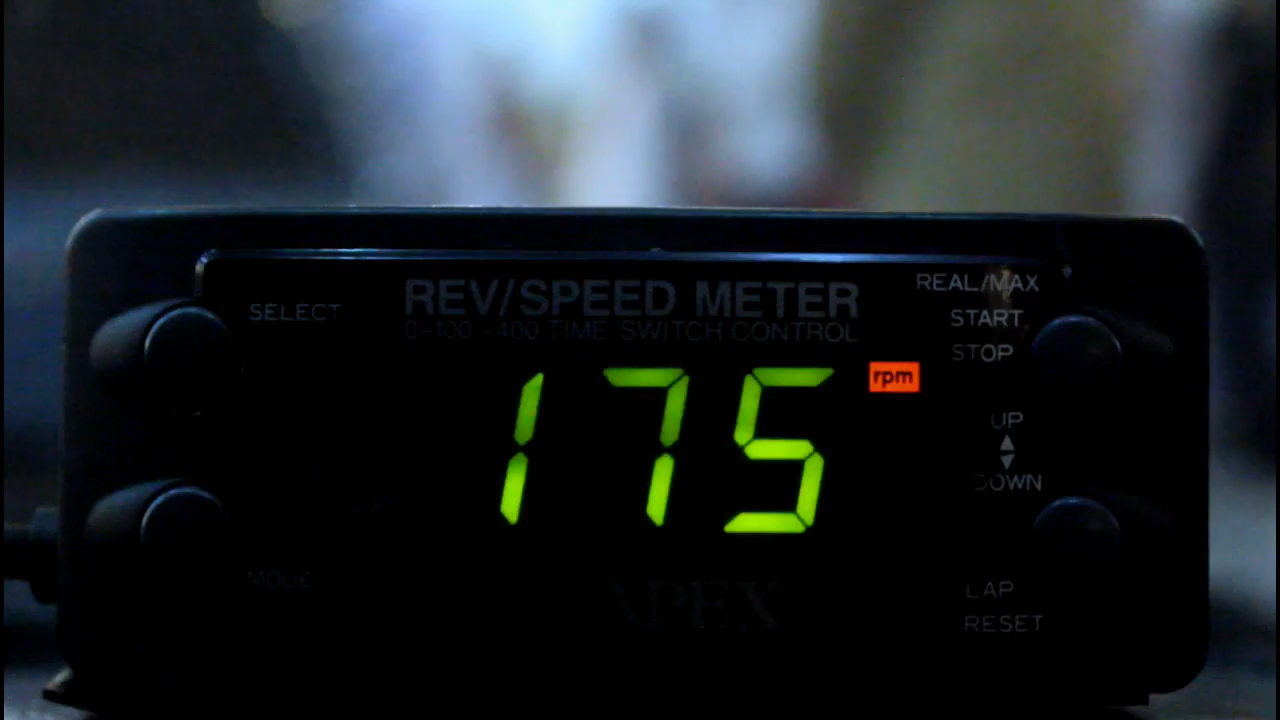 REV/SPEED METER
0-100-400 TIME SWITCH CONTROL
SELECT
REAL/MAX
START
STOP
175
rpm
UP
DOWN
MODE
APEX
LAP
RESET